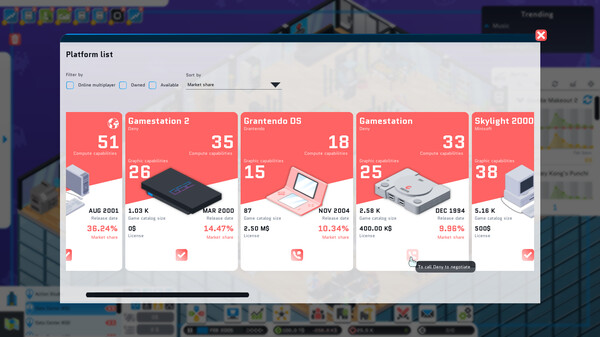 Trending
Music
Platform list
Filter by
Online multiplayer
Owned
Available
Sort by
Market share
51
Compute capabilities
AUG 2001
Release date
36.24%
Market share
Gamestation 2
Deny
35
Compute capabilities
Graphic capabilities
26
1.03 K
Game catalog size
MAR 2000
Release date
0$
License
14.47%
Market share
Grantendo DS
Grantendo
18
Compute capabilities
Graphic capabilities
15
87
Game catalog size
NOV 2004
Release date
2.50 M$
License
10.34%
Market share
Gamestation
Deny
33
Compute capabilities
Graphic capabilities
25
2.58 K
Game catalog size
DEC 1994
Release date
400.00 K$
License
9.96%
Market share
To call Deny to negotiate
Skylight 2000
Mirrosoft
Graphic capabilities
38
5.16 K
Game catalog size
500$
License